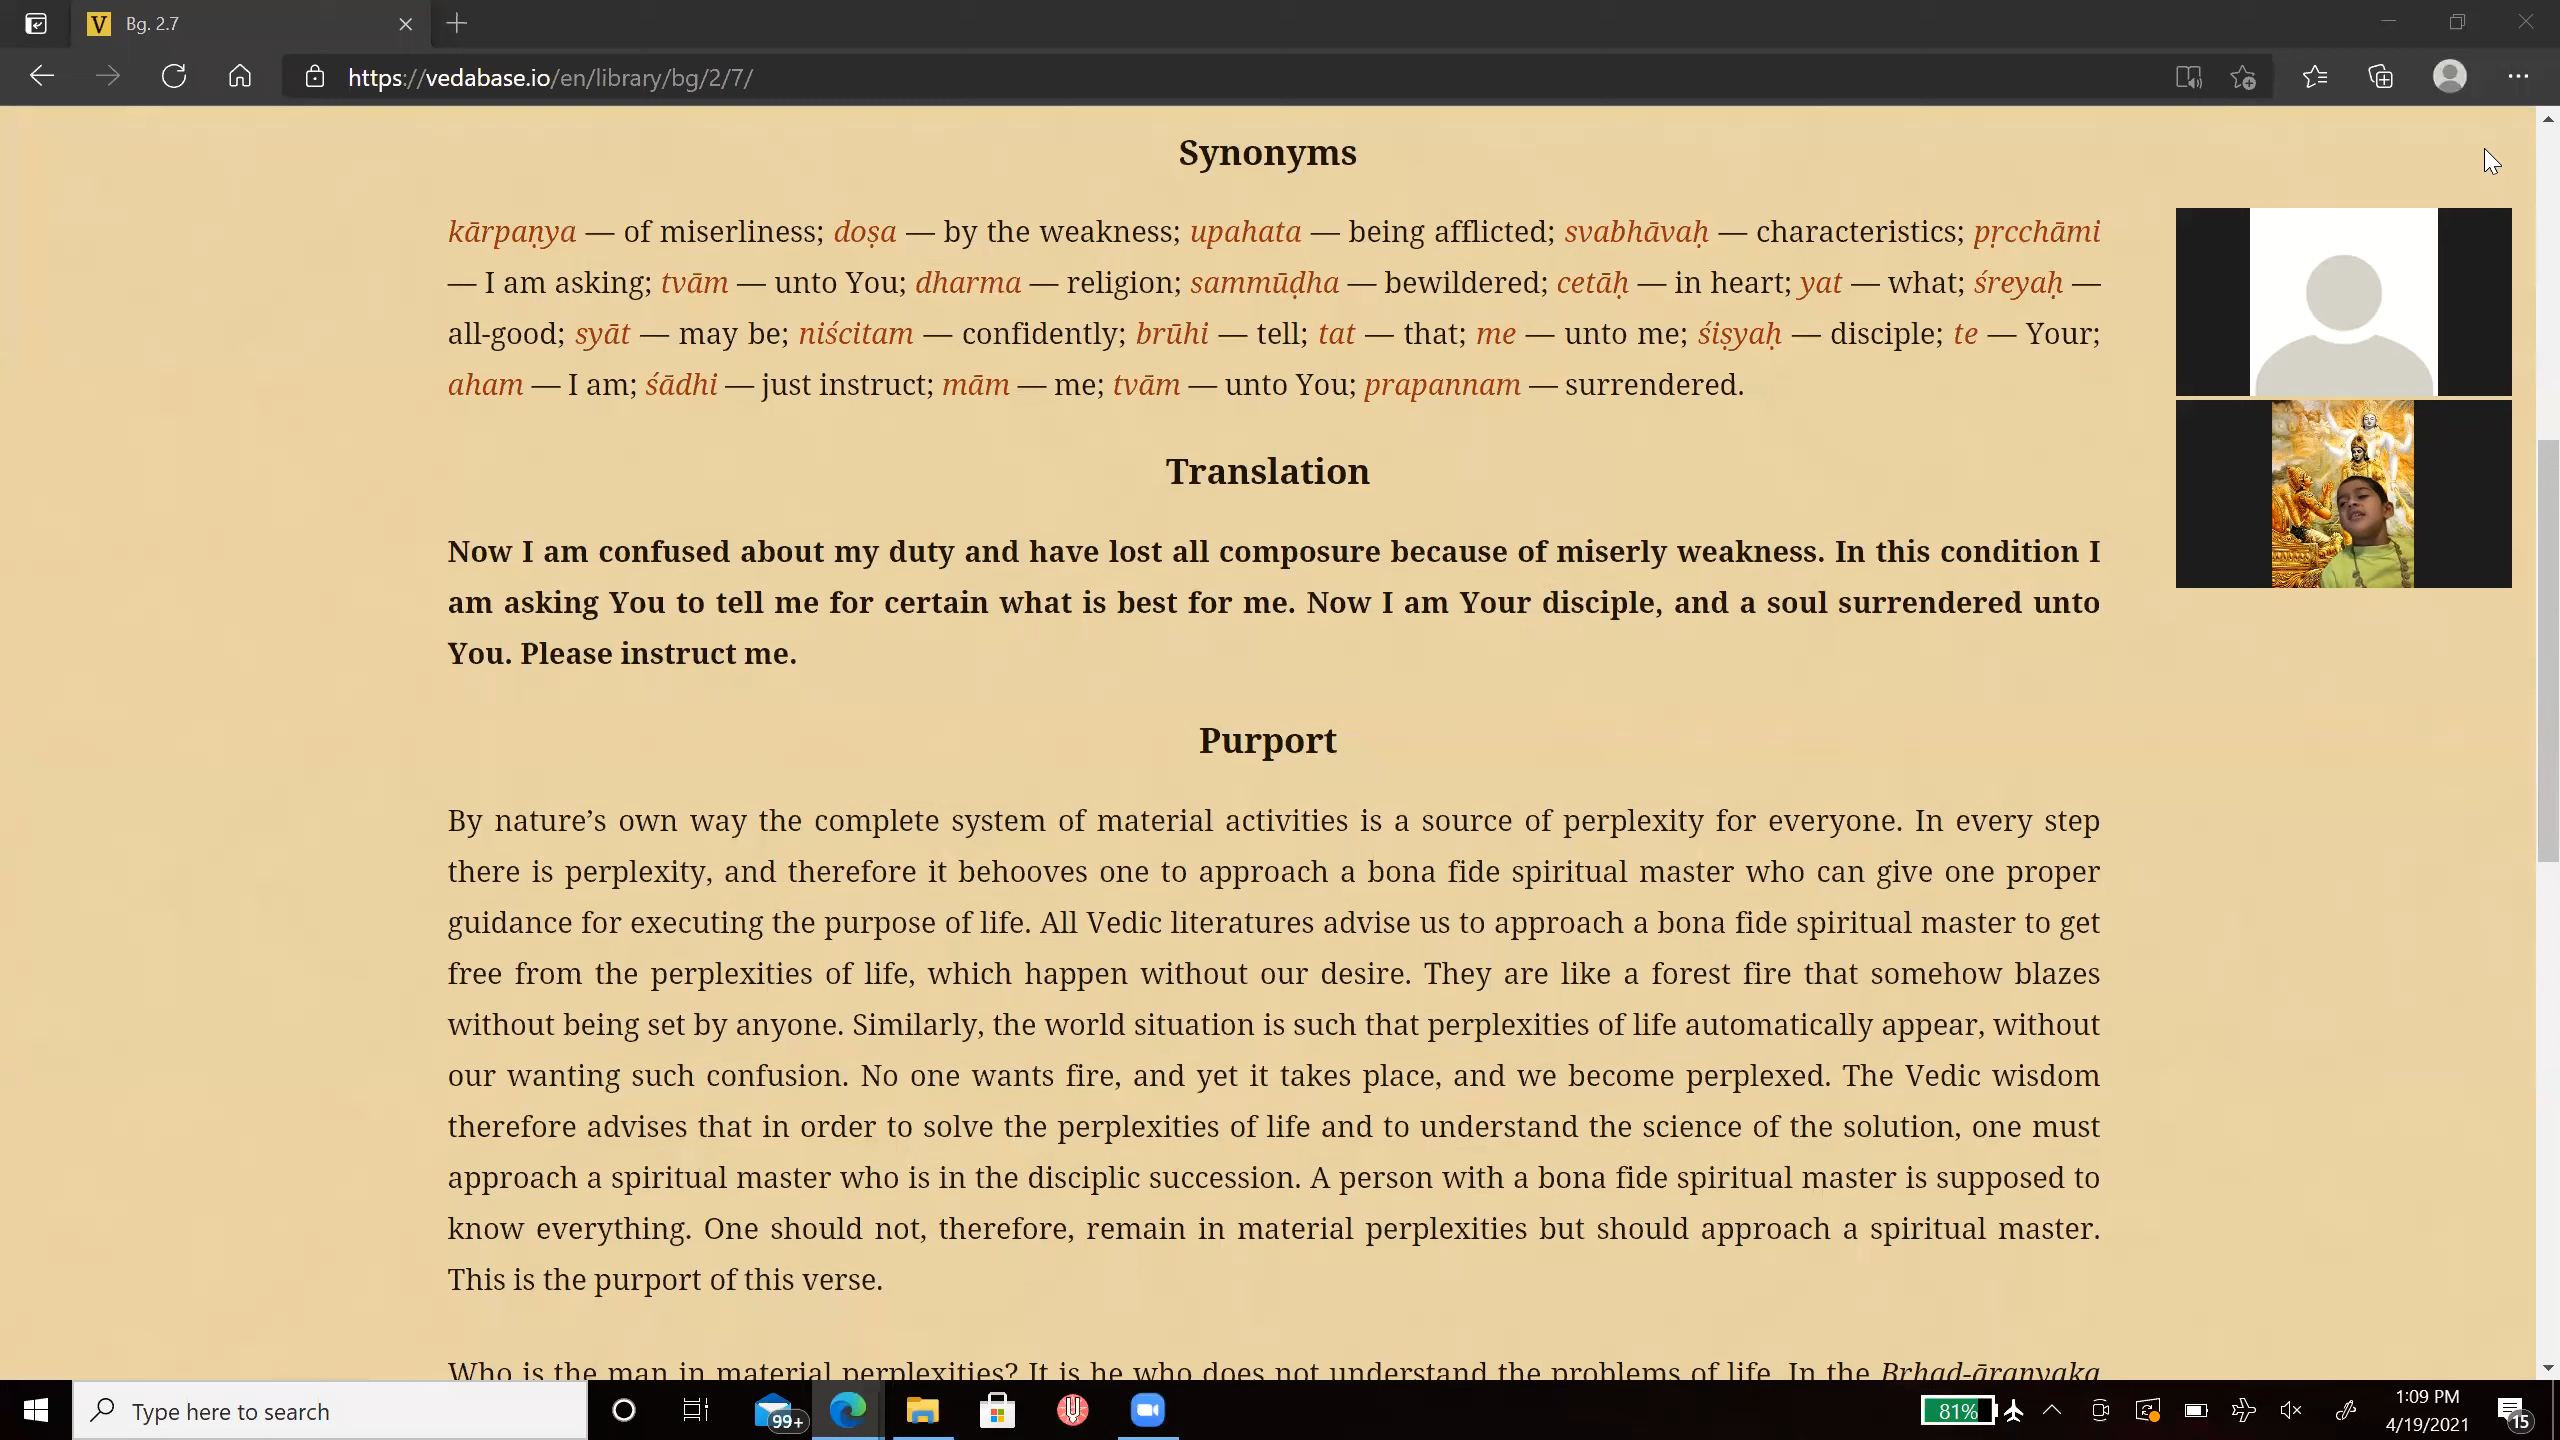 Bg. 2.7
https://vedabase.io/en/library/bg/2/7/
Synonyms
kārpaṇya — of miserliness; doṣa — by the weakness; upahata — being afflicted; svabhāvaḥ — characteristics; pṛcchāmi
— I am asking; tvām — unto You; dharma — religion; sammūḍha — bewildered; cetāḥ — in heart; yat — what; śreyaḥ —
all-good; syāt — may be; niścitam — confidently; brūhi — tell; tat — that; me — unto me; śiṣyaḥ — disciple; te — Your;
aham — I am; śādhi — just instruct; mām — me; tvām — unto You; prapannam — surrendered.
Translation
Now I am confused about my duty and have lost all composure because of miserly weakness. In this condition I
am asking You to tell me for certain what is best for me. Now I am Your disciple, and a soul surrendered unto
You. Please instruct me.
Purport
By nature’s own way the complete system of material activities is a source of perplexity for everyone. In every step
there is perplexity, and therefore it behooves one to approach a bona fide spiritual master who can give one proper
guidance for executing the purpose of life. All Vedic literatures advise us to approach a bona fide spiritual master to get
free from the perplexities of life, which happen without our desire. They are like a forest fire that somehow blazes
without being set by anyone. Similarly, the world situation is such that perplexities of life automatically appear, without
our wanting such confusion. No one wants fire, and yet it takes place, and we become perplexed. The Vedic wisdom
therefore advises that in order to solve the perplexities of life and to understand the science of the solution, one must
approach a spiritual master who is in the disciplic succession. A person with a bona fide spiritual master is supposed to
know everything. One should not, therefore, remain in material perplexities but should approach a spiritual master.
This is the purport of this verse.
Who is the man in material perplexities? It is he who does not understand the problems of life. In the Bṛhad-āraṇyaka
Type here to search
99+
81%
1:09 PM
4/19/2021
15